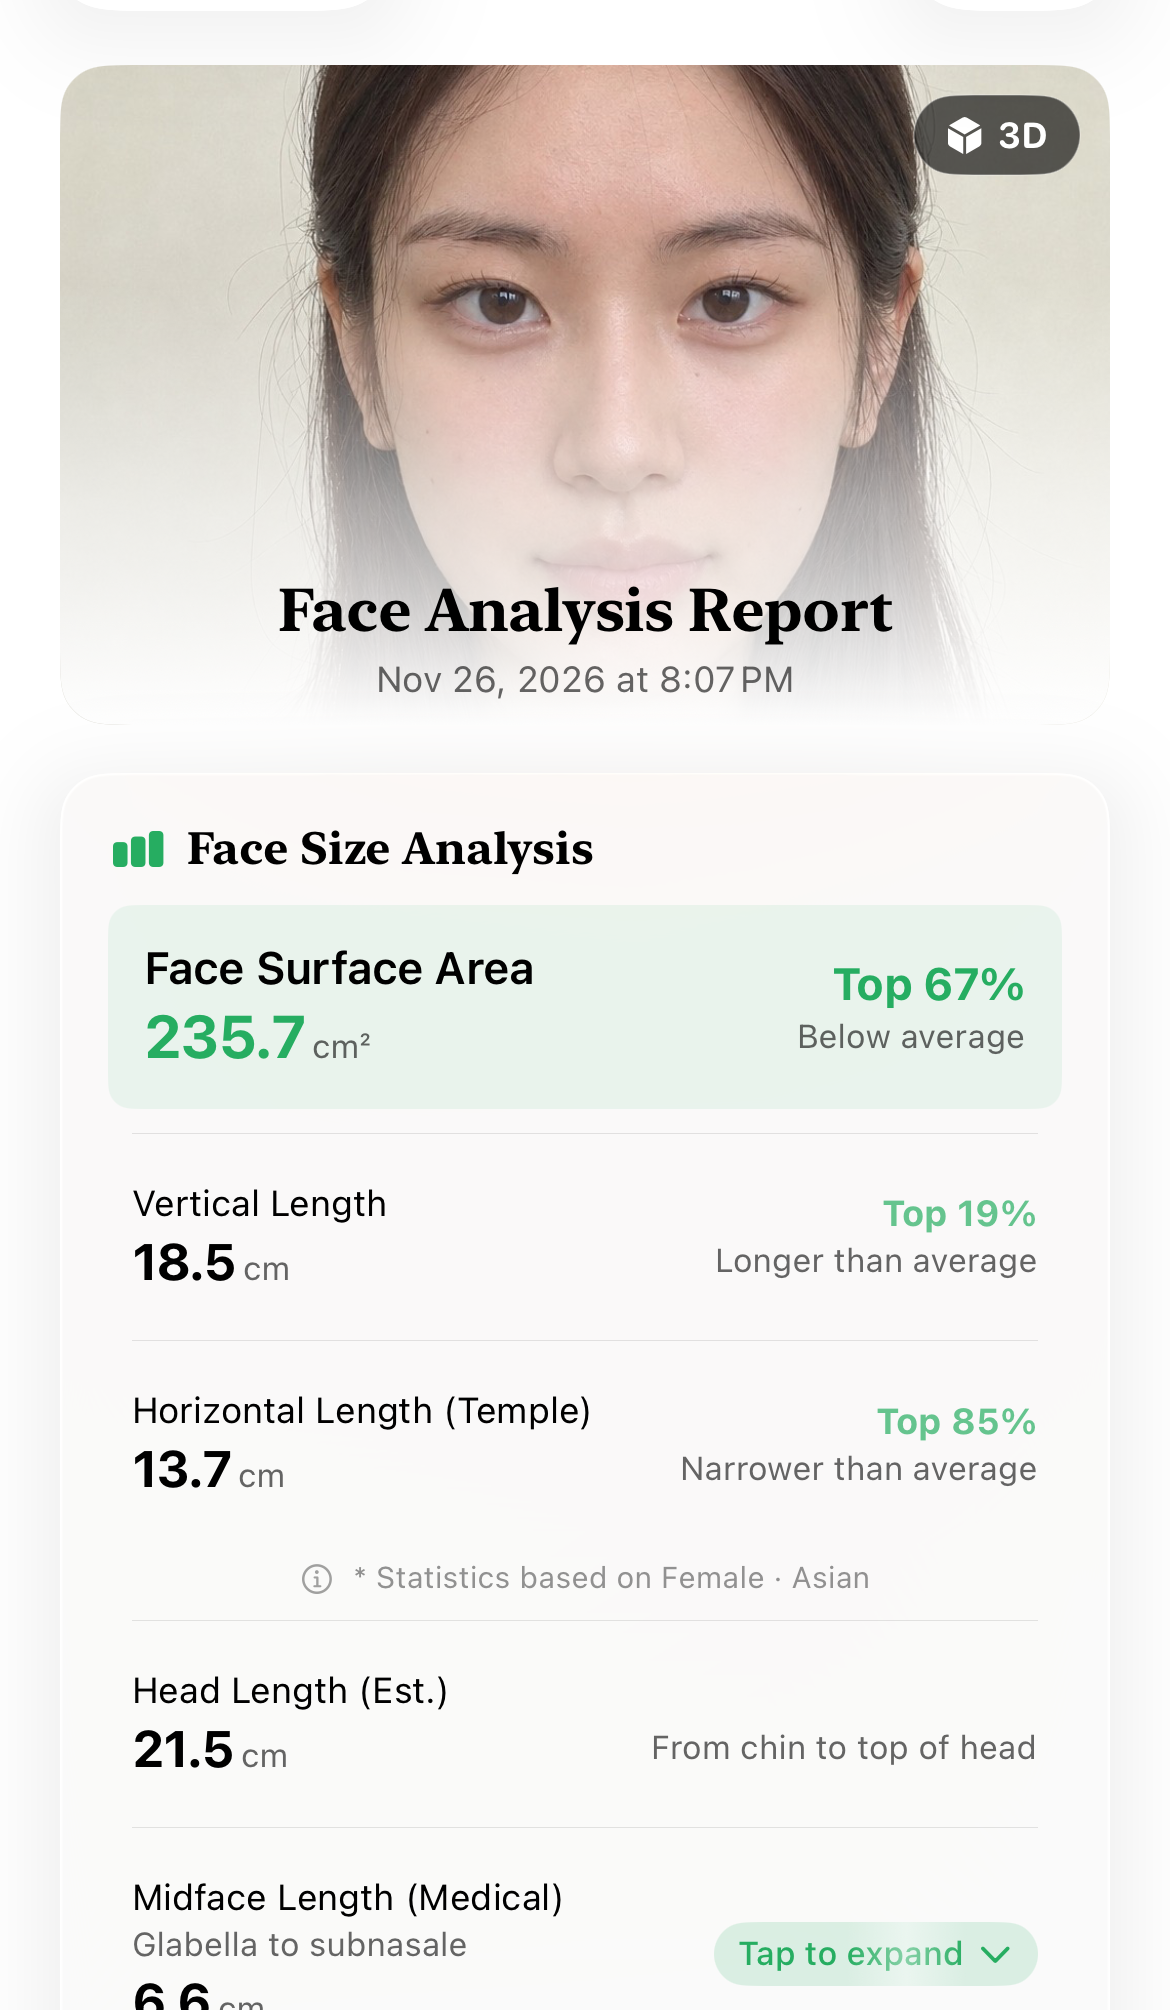 3D
Face Analysis Report
Nov 26, 2026 at 8:07 PM
Face Size Analysis
Face Surface Area
235.7 cm²
Top 67%
Below average
Vertical Length
18.5 cm
Top 19%
Longer than average
Horizontal Length (Temple)
13.7 cm
Top 85%
Narrower than average
* Statistics based on Female · Asian
Head Length (Est.)
21.5 cm
From chin to top of head
Midface Length (Medical)
Glabella to subnasale
6.6 cm
Tap to expand